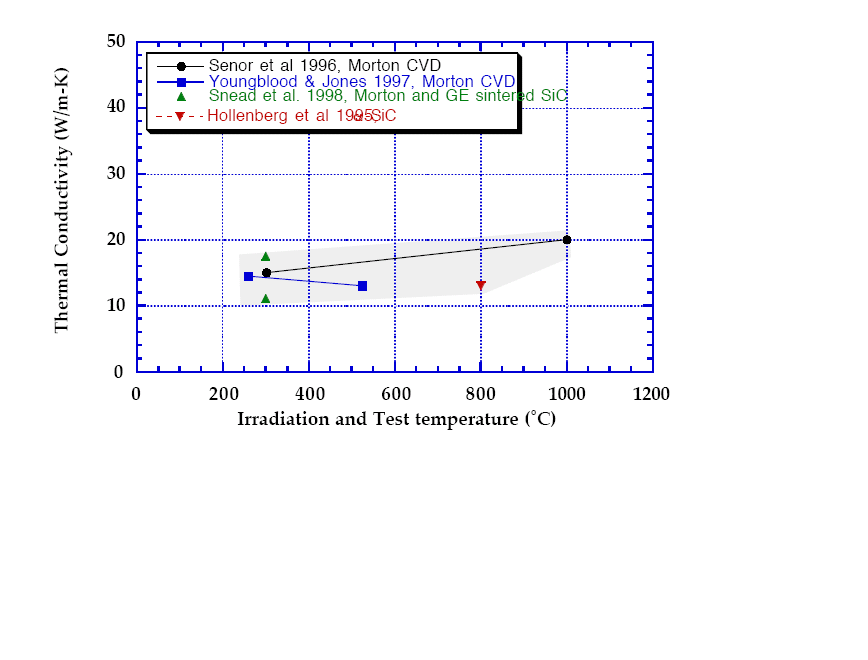 50
40
30
20
10
0
Thermal Conductivity (W/m-K)
Senor et al 1996, Morton CVD
Youngblood & Jones 1997, Morton CVD
Snead et al. 1998, Morton and GE sintered SiC
Hollenberg et al 1995, α-SiC
0 200 400 600 800 1000 1200
Irradiation and Test temperature (˚C)